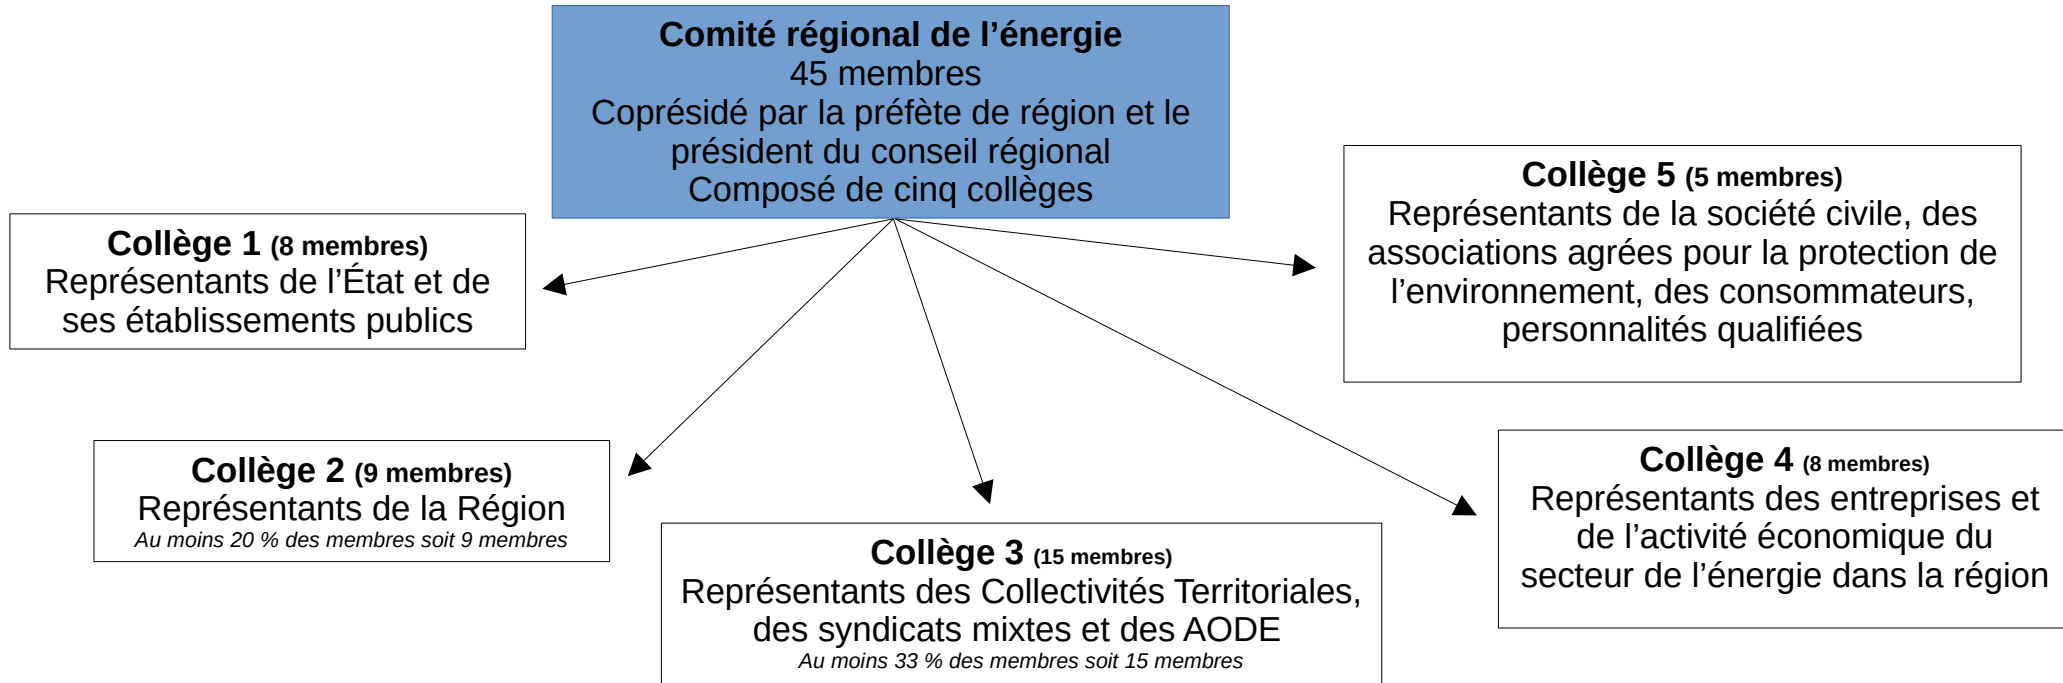 Comité régional de l’énergie
45 membres
Coprésidé par la préfète de région et le
président du conseil régional
Composé de cinq collèges
Collège 1 (8 membres)
Représentants de l’État et de
ses établissements publics
Collège 2 (9 membres)
Représentants de la Région
Au moins 20 % des membres soit 9 membres
Collège 3 (15 membres)
Représentants des Collectivités Territoriales,
des syndicats mixtes et des AODE
Au moins 33 % des membres soit 15 membres
Collège 4 (8 membres)
Représentants des entreprises et
de l’activité économique du
secteur de l’énergie dans la région
Collège 5 (5 membres)
Représentants de la société civile, des
associations agrées pour la protection de
l’environnement, des consommateurs,
personnalités qualifiées